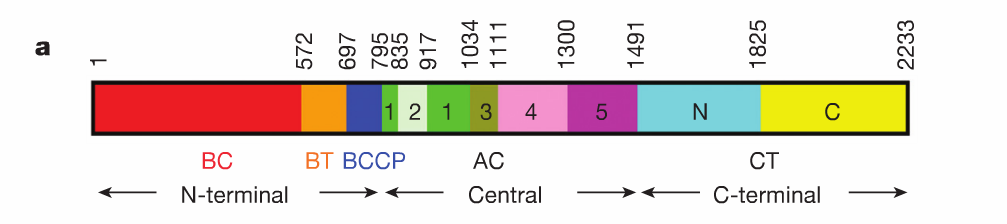 a
1 572 697 795 835 917 1034 1111 1300 1491 1825 2233
1 2 1 3 4 5 N C
BC BT BCCP AC CT
N-terminal Central C-terminal